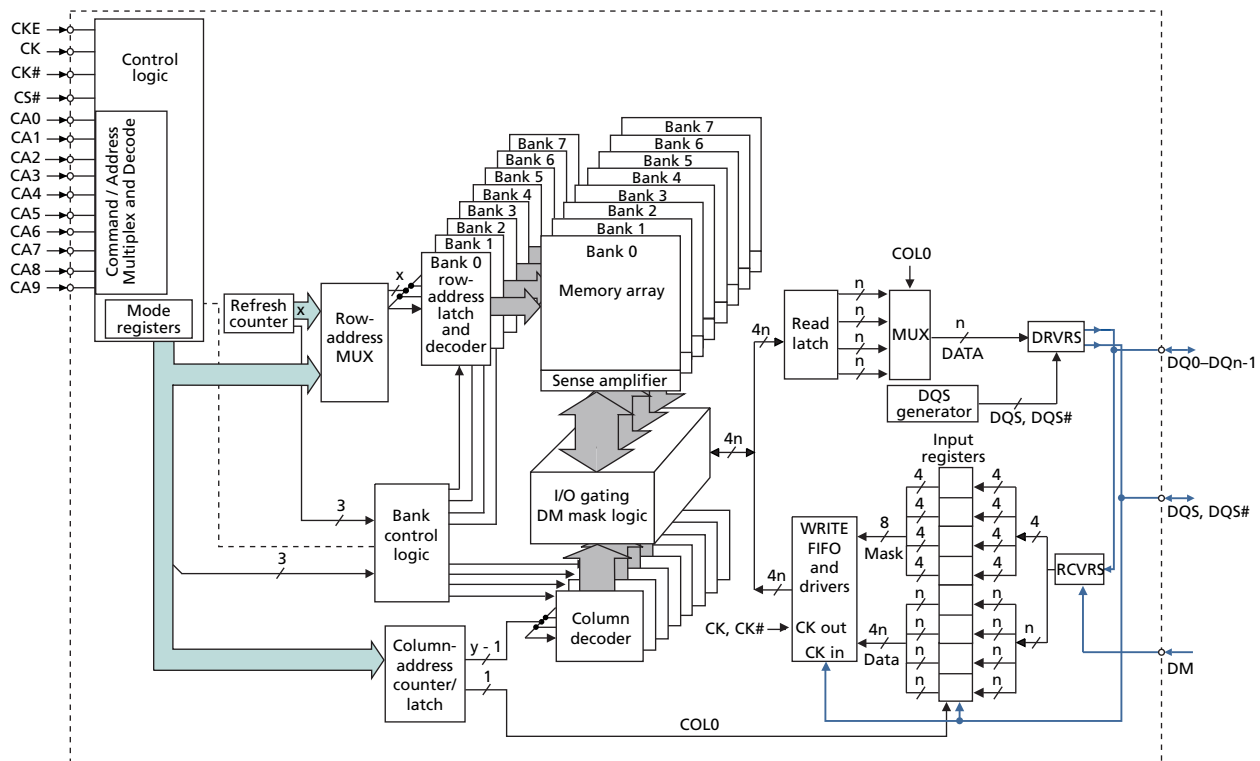 CKE
CK
CK#
CS#
CA0
CA1
CA2
CA3
CA4
CA5
CA6
CA7
CA8
CA9
Control
logic
Command / Address
Multiplex and Decode
Mode
registers
Refresh
counter
x
Row-
address
MUX
x
Bank 7
Bank 6
Bank 5
Bank 4
Bank 3
Bank 2
Bank 1
Bank 0
row-
address
latch
and
decoder
Bank 7
Bank 6
Bank 5
Bank 4
Bank 3
Bank 2
Bank 1
Bank 0
Memory array
Sense amplifier
3
3
Bank
control
logic
I/O gating
DM mask logic
Column
decoder
Column-
address
counter/
latch
y - 1
1
COL0
4n
4n
4n
Read
latch
n
n
n
n
COL0
MUX
n
DATA
DRVRS
DQS
generator
DQS, DQS#
DQ0–DQn-1
DQS, DQS#
DM
Input
registers
4
4
4
4
n
n
n
n
4
4
4
4
n
n
n
n
4
n
RCVRS
8
Mask
4n
Data
WRITE
FIFO
and
drivers
CK out
CK in
CK, CK#